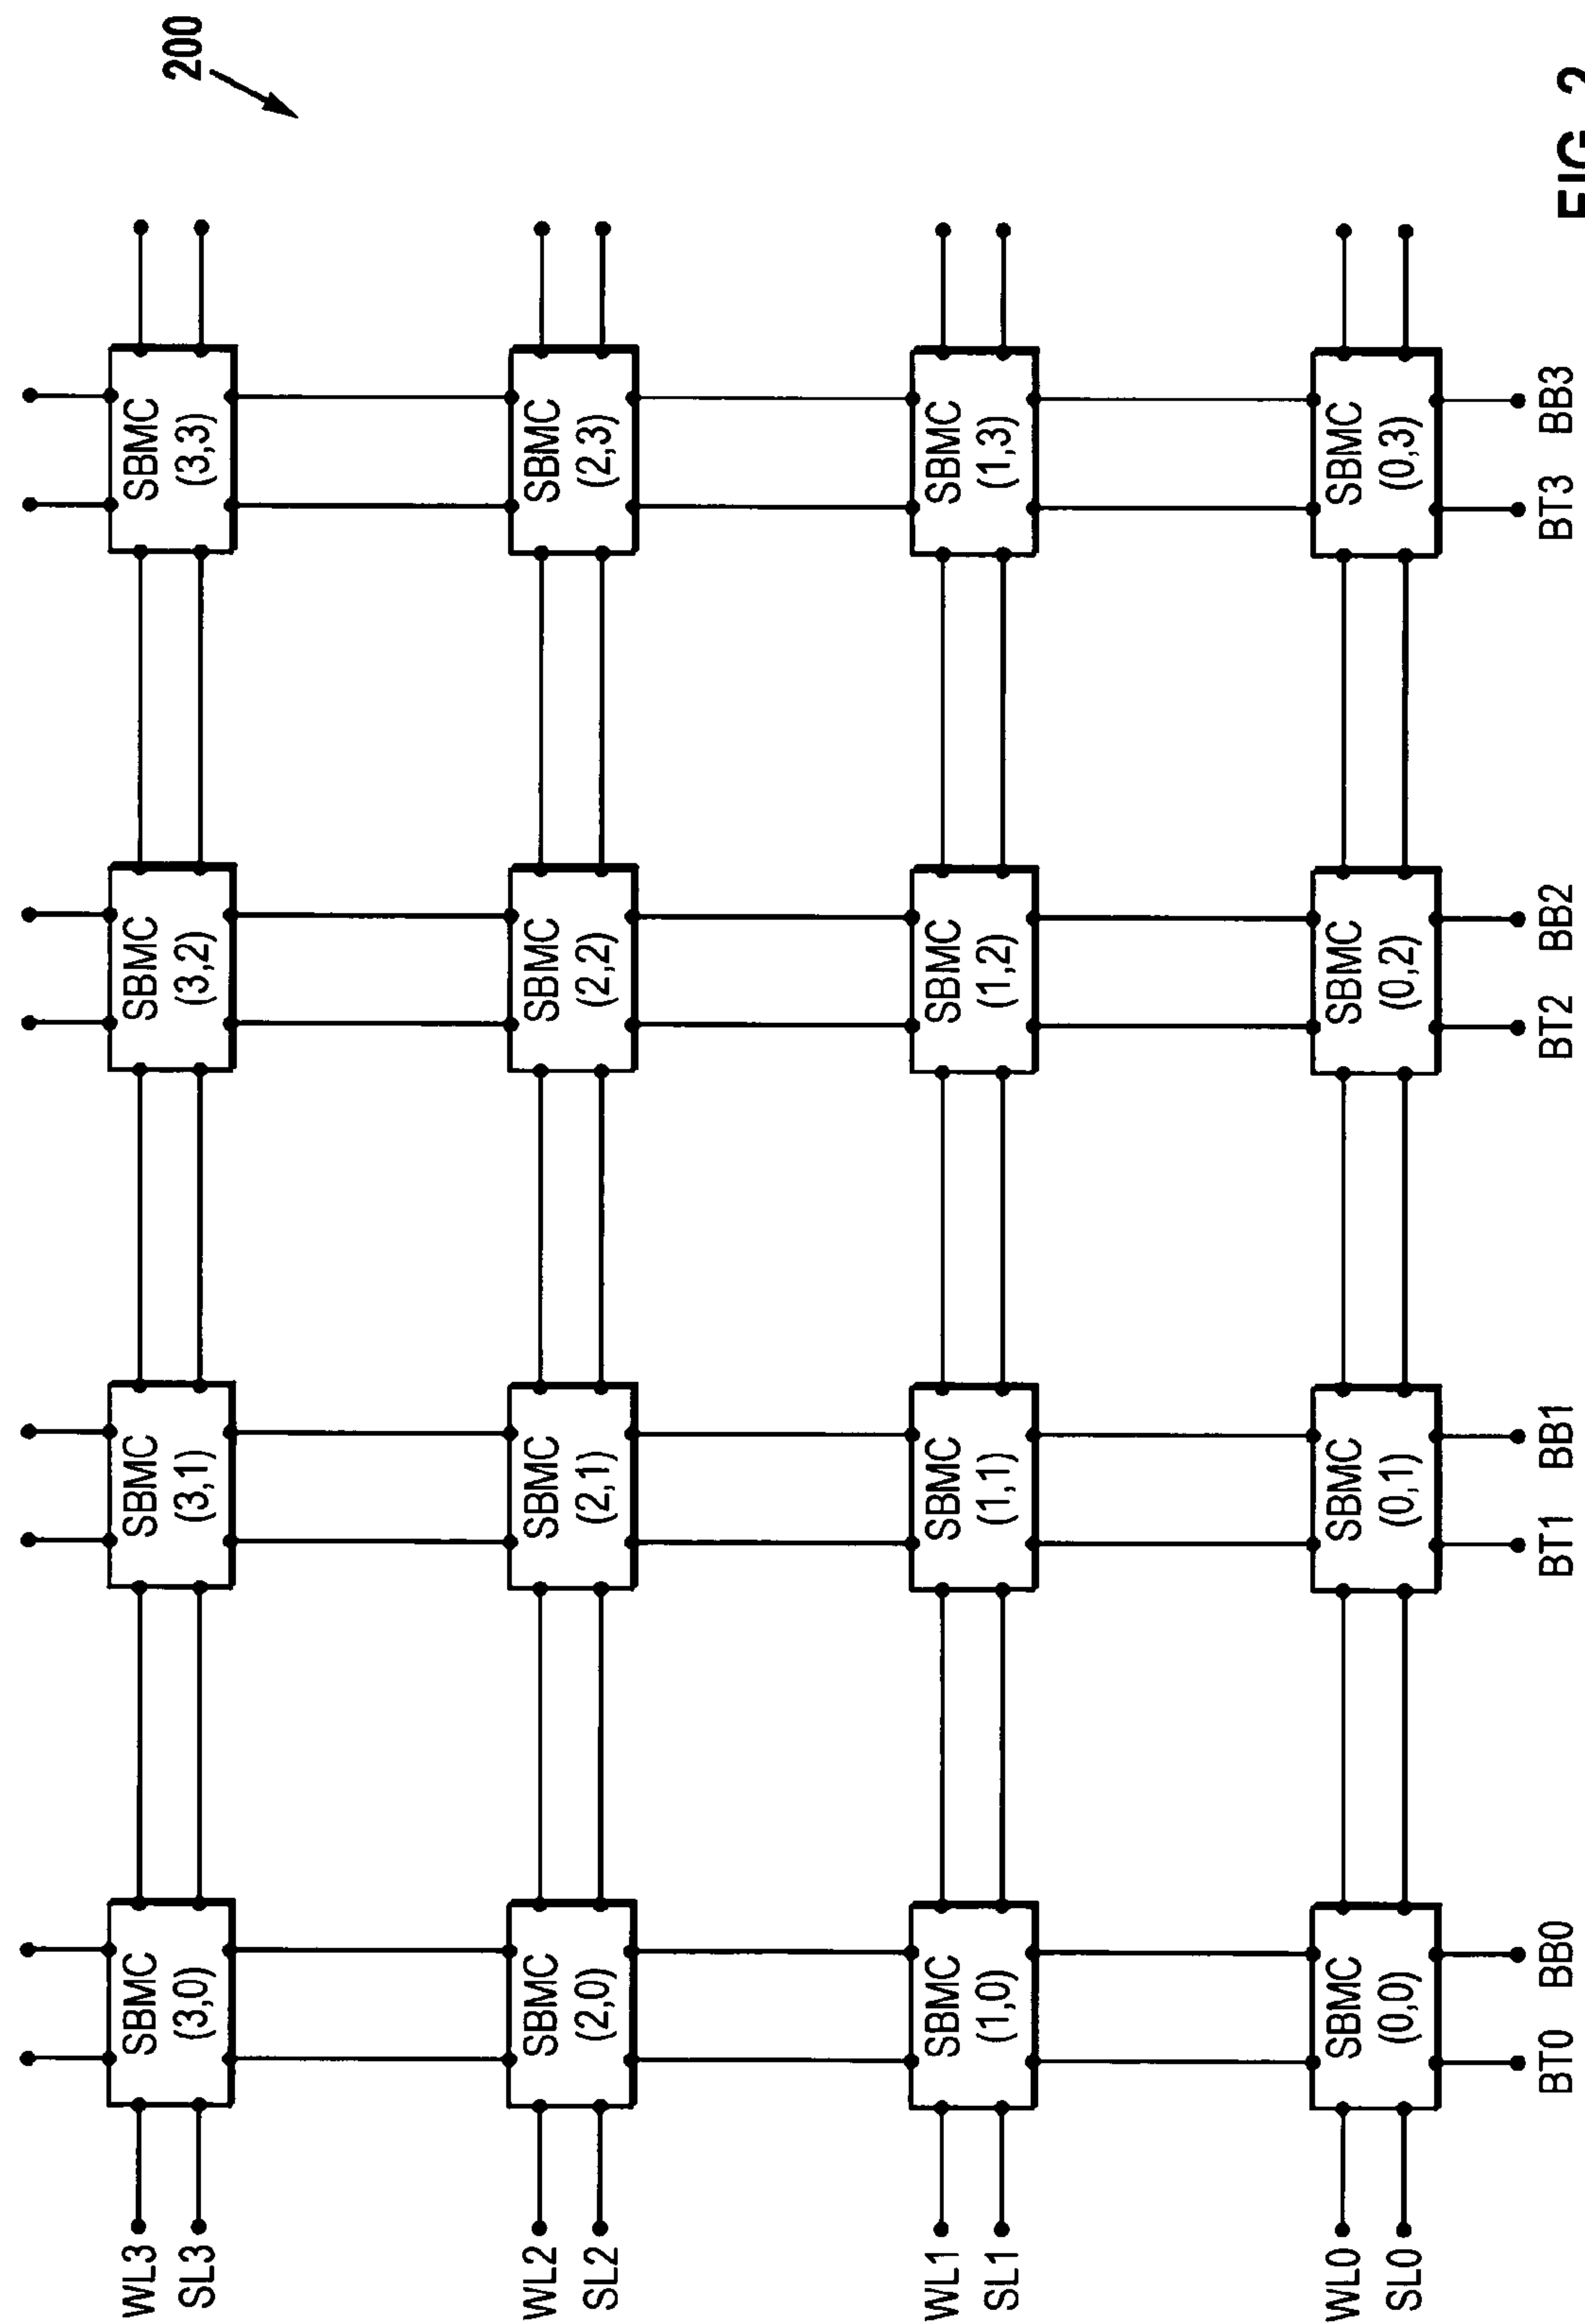 200
WL3
SL3
SBMC
(3,0)
SBMC
(3,1)
SBMC
(3,2)
SBMC
(3,3)
WL2
SL2
SBMC
(2,0)
SBMC
(2,1)
SBMC
(2,2)
SBMC
(2,3)
WL1
SL1
SBMC
(1,0)
SBMC
(1,1)
SBMC
(1,2)
SBMC
(1,3)
WL0
SL0
SBMC
(0,0)
SBMC
(0,1)
SBMC
(0,2)
SBMC
(0,3)
BT0 BB0 BT1 BB1 BT2 BB2 BT3 BB3
FIG 2